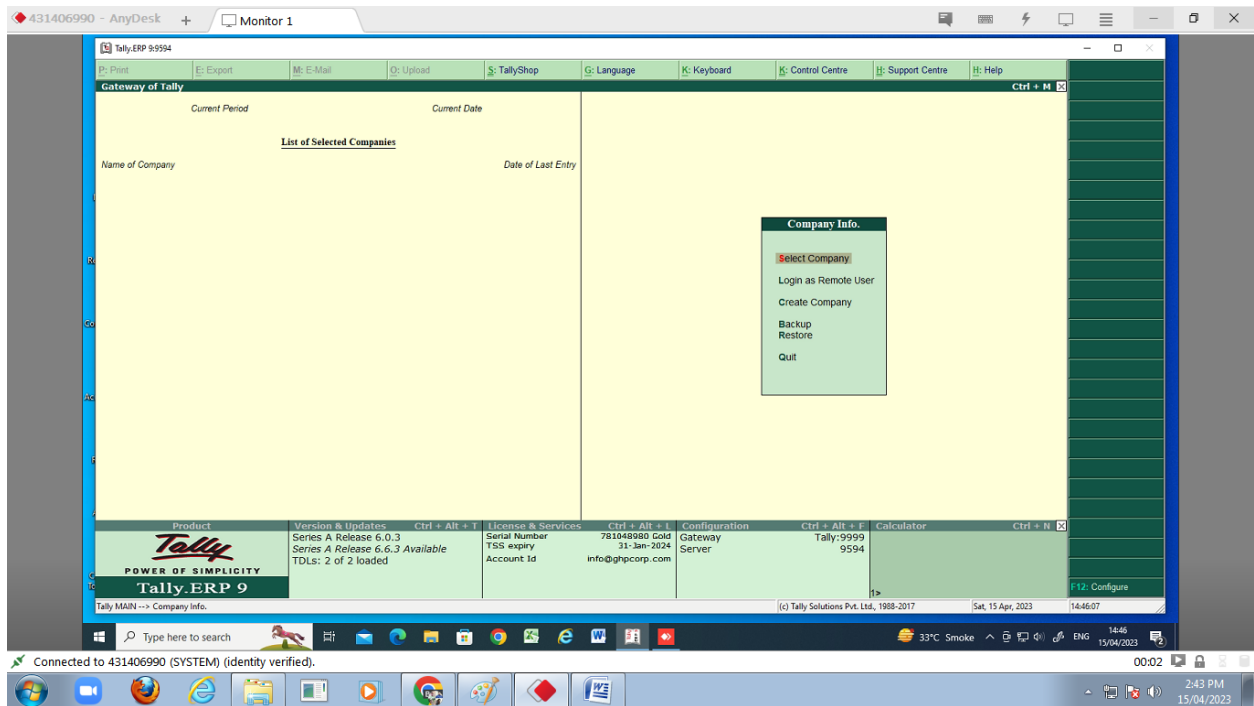 431406990 - AnyDesk
Monitor 1
Tally.ERP 9:9594
P: Print E: Export M: E-Mail O: Upload S: TallyShop G: Language K: Keyboard K: Control Centre H: Support Centre H: Help
Gateway of Tally Ctrl + M
Current Period Current Date
List of Selected Companies
Name of Company Date of Last Entry
Company Info.
Select Company
Login as Remote User
Create Company
Backup
Restore
Quit
Product Version & Updates Ctrl + Alt + T License & Services Ctrl + Alt + L Configuration Ctrl + Alt + F Calculator Ctrl + N
Tally
POWER OF SIMPLICITY
Tally.ERP 9
Series A Release 6.0.3
Series A Release 6.6.3 Available
TDLs: 2 of 2 loaded
Serial Number 781048980 Gold
TSS expiry 31-Jan-2024
Account Id info@ghpcorp.com
Gateway Tally:9999
Server 9594
1>
F12: Configure
Tally MAIN --> Company Info. (c) Tally Solutions Pvt. Ltd., 1988-2017 Sat, 15 Apr, 2023 14:46:07
Type here to search 33°C Smoke ENG 14:46
15/04/2023
2
Connected to 431406990 (SYSTEM) (identity verified). 00:02
2:43 PM
15/04/2023